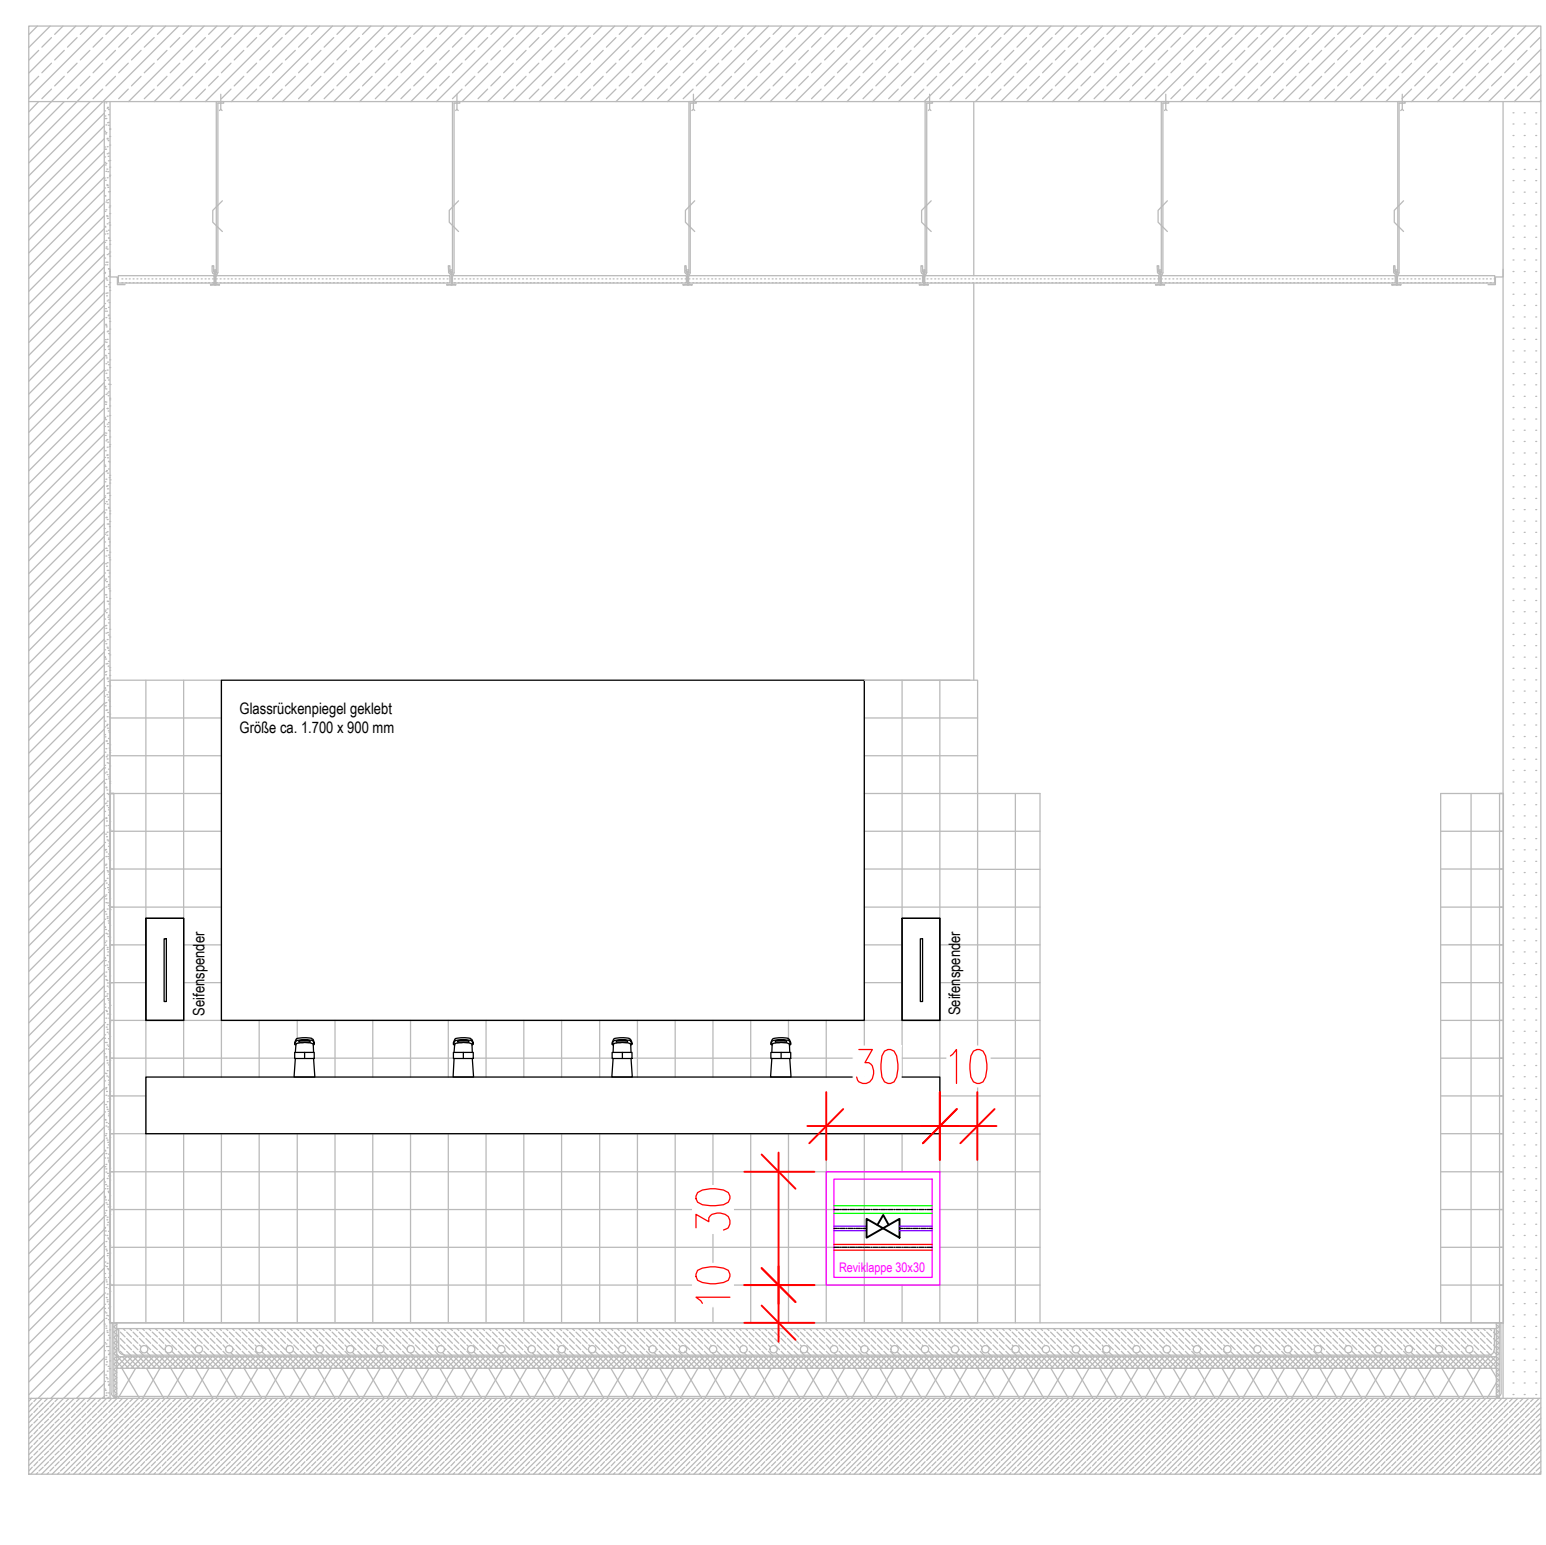 Glassrückenpiegel geklebt
Größe ca. 1.700 x 900 mm
Seifenspender
Seifenspender
30
10
30
10
Reviklappe 30x30